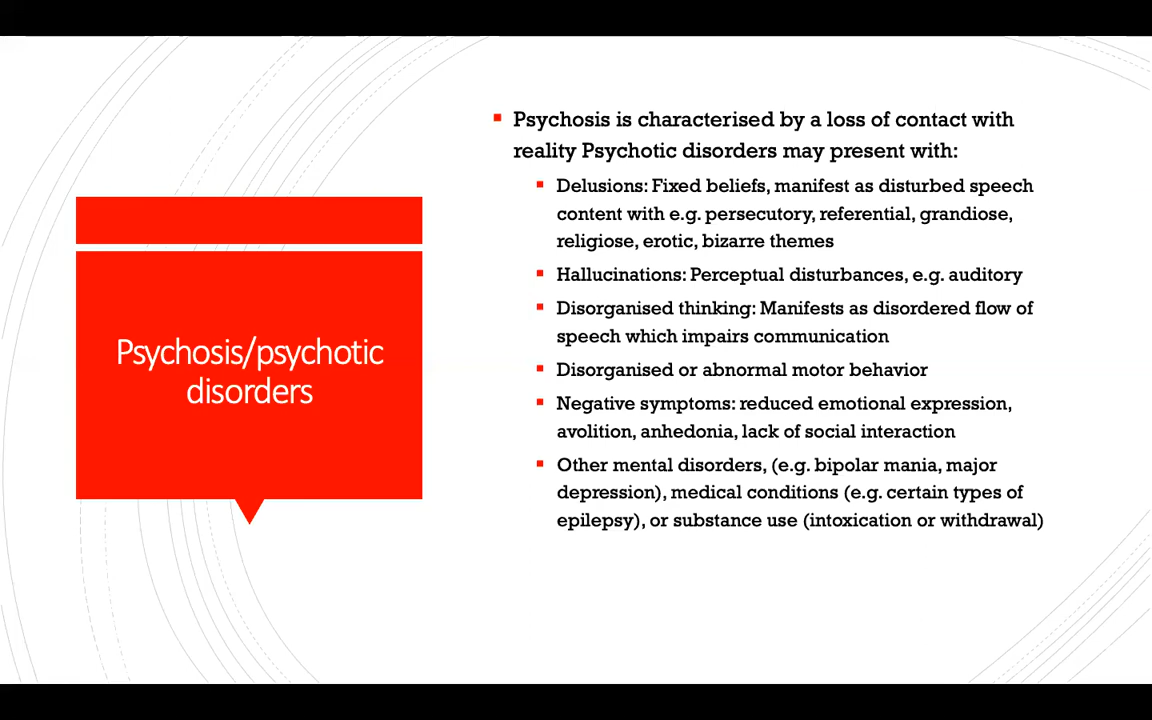 Psychosis/psychotic
disorders
Psychosis is characterised by a loss of contact with
reality Psychotic disorders may present with:
Delusions: Fixed beliefs, manifest as disturbed speech
content with e.g. persecutory, referential, grandiose,
religiose, erotic, bizarre themes
Hallucinations: Perceptual disturbances, e.g. auditory
Disorganised thinking: Manifests as disordered flow of
speech which impairs communication
Disorganised or abnormal motor behavior
Negative symptoms: reduced emotional expression,
avolition, anhedonia, lack of social interaction
Other mental disorders, (e.g. bipolar mania, major
depression), medical conditions (e.g. certain types of
epilepsy), or substance use (intoxication or withdrawal)